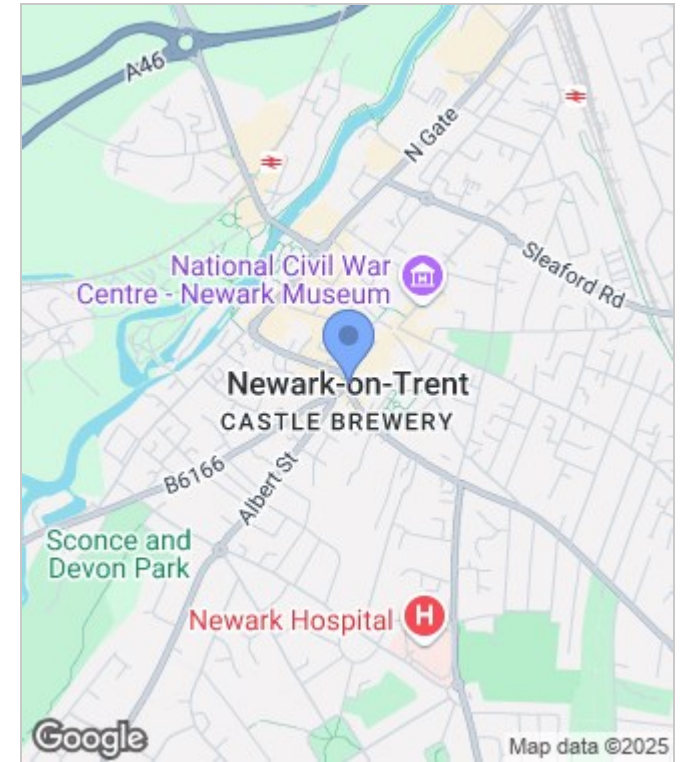 A46
N Gate
Sleaford Rd
National Civil War
Centre - Newark Museum
Newark-on-Trent
CASTLE BREWERY
B6166
Albert St
Sconce and
Devon Park
Newark Hospital
H
Google
Map data ©2025